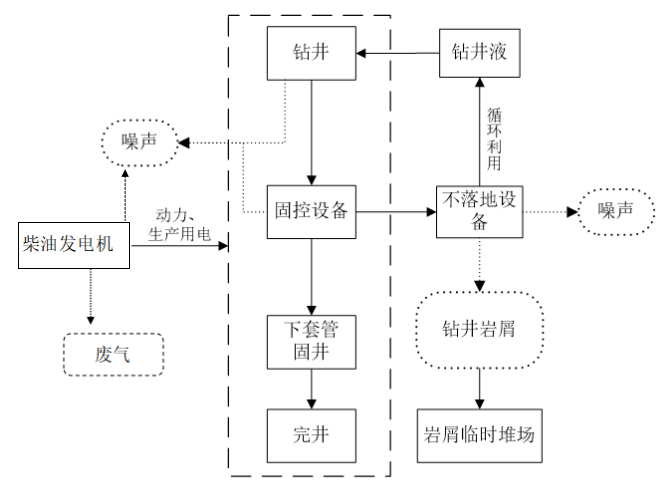 钻井
钻井液
噪声
循环利用
固控设备
不落地设
备
噪声
动力、
生产用电
柴油发电机
下套管
固井
钻井岩屑
废气
完井
岩屑临时堆场